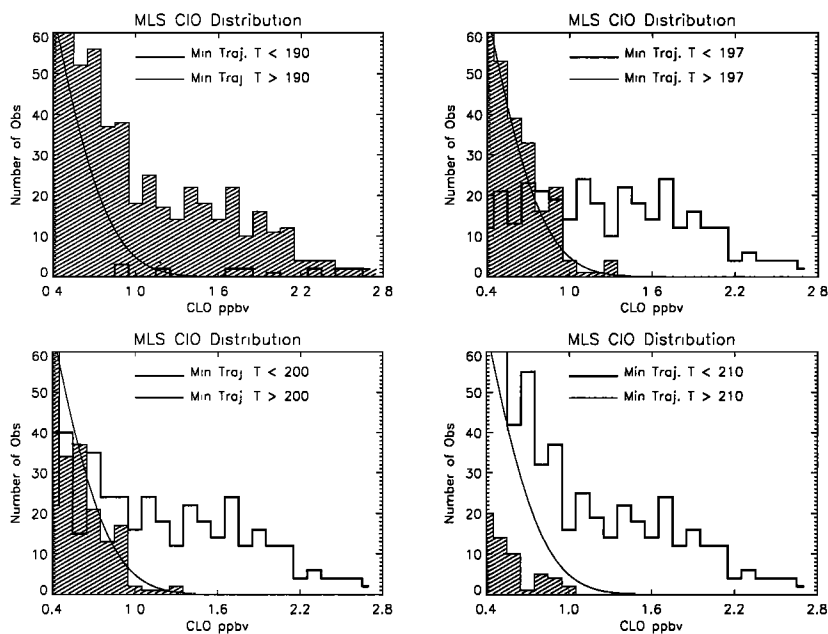 MLS ClO Distribution
60
50
40
30
20
10
0
Number of Obs
Min Traj. T < 190
Min Traj T > 190
0 4 1.0 1.6 2.2 2.8
CLO ppbv
MLS ClO Distribution
60
50
40
30
20
10
0
Number of Obs
Min Traj. T < 197
Min Traj. T > 197
0.4 1.0 1.6 2.2 2.8
CLO ppbv
MLS ClO Distribution
60
50
40
30
20
10
0
Number of Obs
Min Traj T < 200
Min Traj T > 200
0.4 1.0 1.6 2.2 2.8
CLO ppbv
MLS ClO Distribution
60
50
40
30
20
10
0
Number of Obs
Min Traj. T < 210
Min Traj. T > 210
0.4 1.0 1.6 2.2 2.8
CLO ppbv